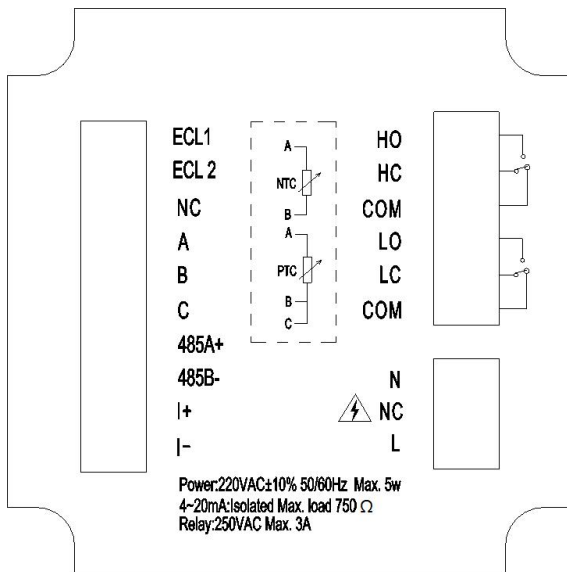 ECL1
ECL 2
NC
A
B
C
485A+
485B-
I+
I-
A
NTC
B
A
PTC
B
C
HO
HC
COM
LO
LC
COM
N
NC
L
Power:220VAC±10% 50/60Hz Max. 5w
4~20mA:Isolated Max. load 750 Ω
Relay:250VAC Max. 3A